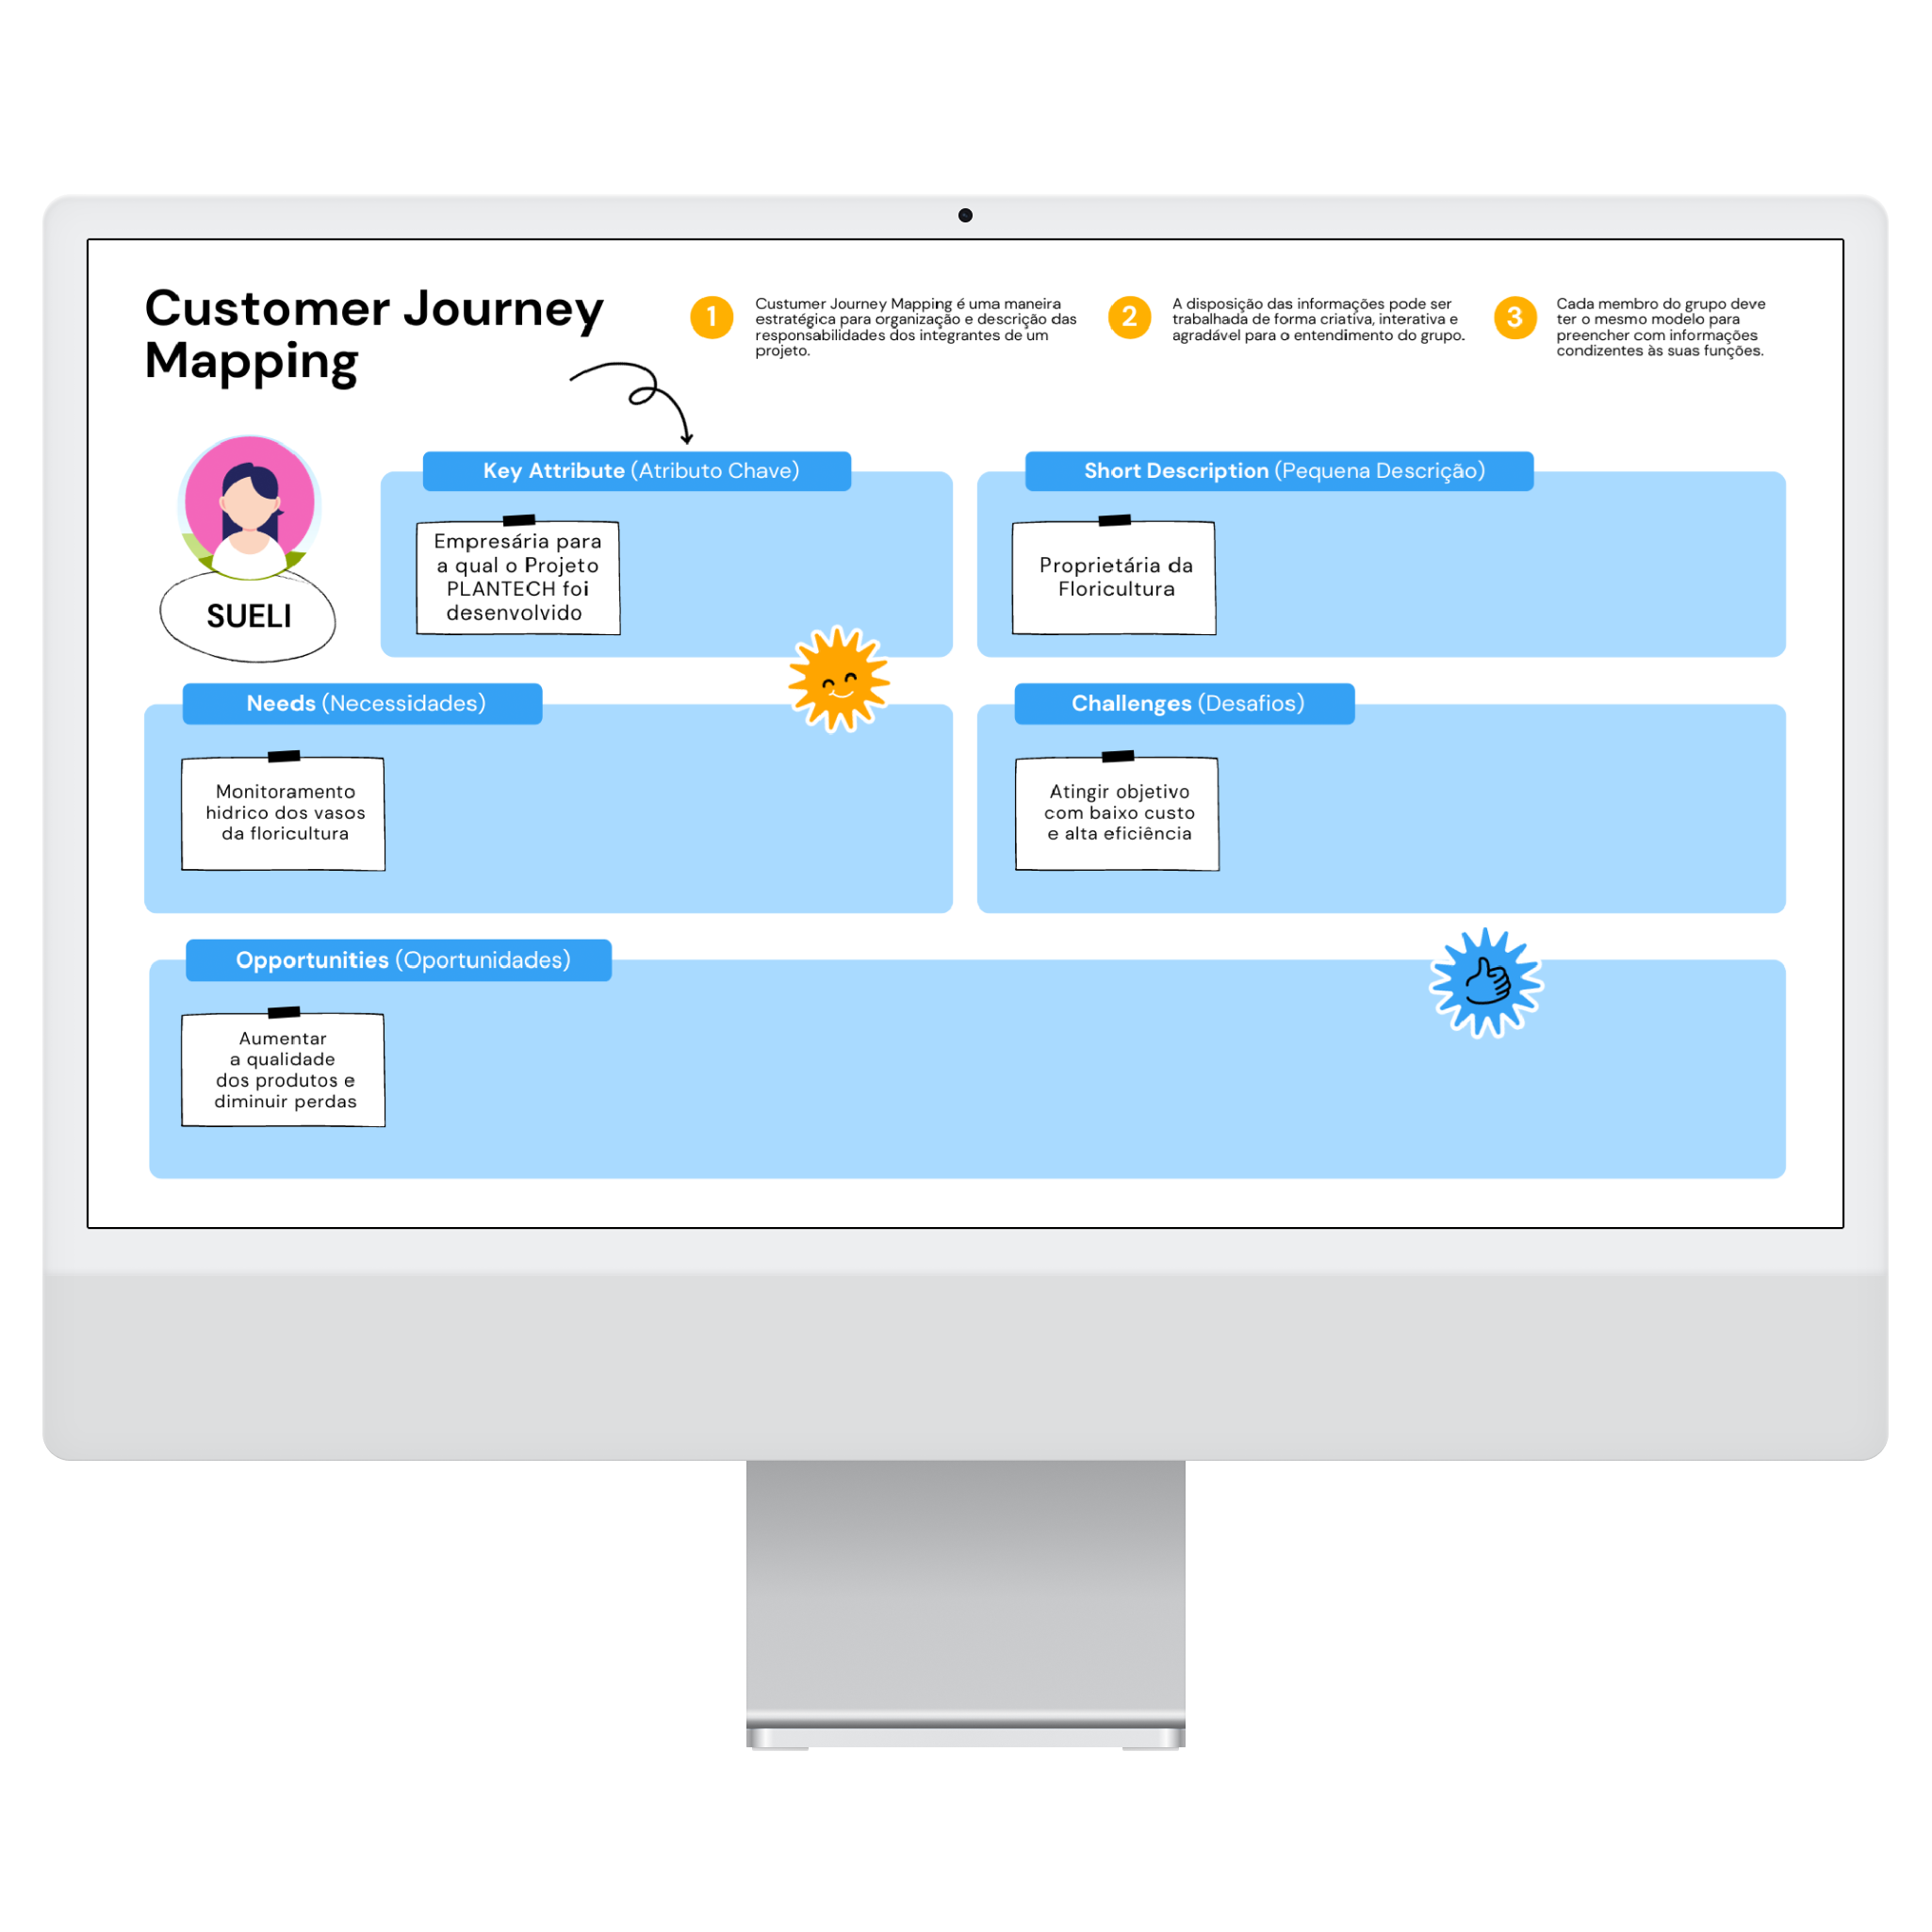 Customer Journey
Mapping
1
Custumer Journey Mapping é uma maneira
estratégica para organização e descrição das
responsabilidades dos integrantes de um
projeto.
2
A disposição das informações pode ser
trabalhada de forma criativa, interativa e
agradável para o entendimento do grupo.
3
Cada membro do grupo deve
ter o mesmo modelo para
preencher com informações
condizentes às suas funções.
SUELI
Key Attribute (Atributo Chave)
Empresária para
a qual o Projeto
PLANTECH foi
desenvolvido
Short Description (Pequena Descrição)
Proprietária da
Floricultura
Needs (Necessidades)
Monitoramento
hidrico dos vasos
da floricultura
Challenges (Desafios)
Atingir objetivo
com baixo custo
e alta eficiência
Opportunities (Oportunidades)
Aumentar
a qualidade
dos produtos e
diminuir perdas